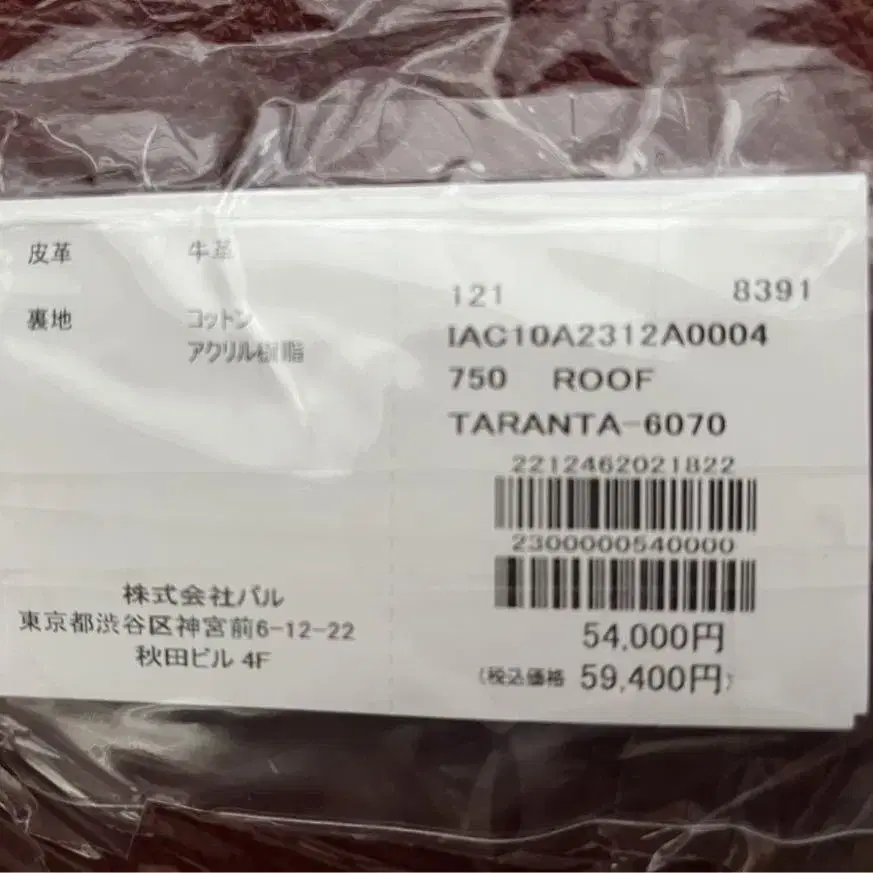 皮革 牛革
裏地 コットン
アクリル樹脂
121 8391
IAC10A2312A0004
750 ROOF
TARANTA-6070
2212462021822
2300000540000
54,000円
(税込価格 59,400円)
株式会社パル
東京都渋谷区神宮前6-12-22
秋田ビル 4F